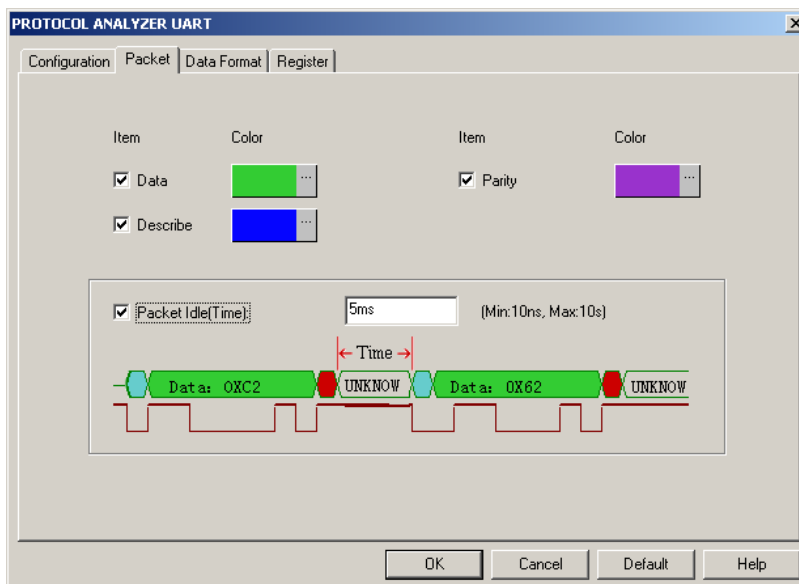 PROTOCOL ANALYZER UART
Configuration Packet Data Format Register
Item Color Item Color
Data ... Parity ...
Describe ...
Packet Idle(Time): 5ms (Min:10ns, Max:10s)
Time
Data: 0XC2 UNKNOW Data: 0X62 UNKNOW
OK Cancel Default Help